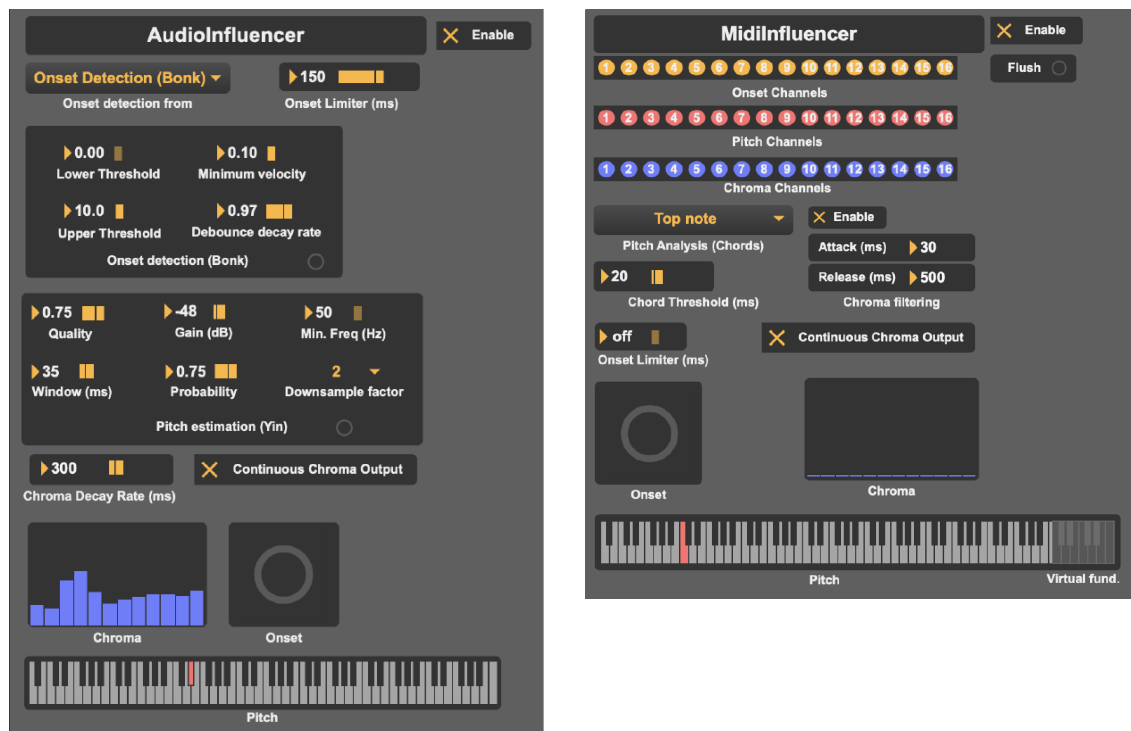 AudioInfluencer
Enable
Onset Detection (Bonk)
150
Onset detection from
Onset Limiter (ms)
0.00
0.10
Lower Threshold
Minimum velocity
10.0
0.97
Upper Threshold
Debounce decay rate
Onset detection (Bonk)
0.75
-48
50
Quality
Gain (dB)
Min. Freq (Hz)
35
0.75
2
Window (ms)
Probability
Downsample factor
Pitch estimation (Yin)
300
Continuous Chroma Output
Chroma Decay Rate (ms)
Chroma
Onset
Pitch
MidiInfluencer
Enable
1 2 3 4 5 6 7 8 9 10 11 12 13 14 15 16
Flush
Onset Channels
1 2 3 4 5 6 7 8 9 10 11 12 13 14 15 16
Pitch Channels
1 2 3 4 5 6 7 8 9 10 11 12 13 14 15 16
Chroma Channels
Top note
Enable
Pitch Analysis (Chords)
Attack (ms) 30
20
Release (ms) 500
Chord Threshold (ms)
Chroma filtering
off
Continuous Chroma Output
Onset Limiter (ms)
Onset
Chroma
Pitch
Virtual fund.